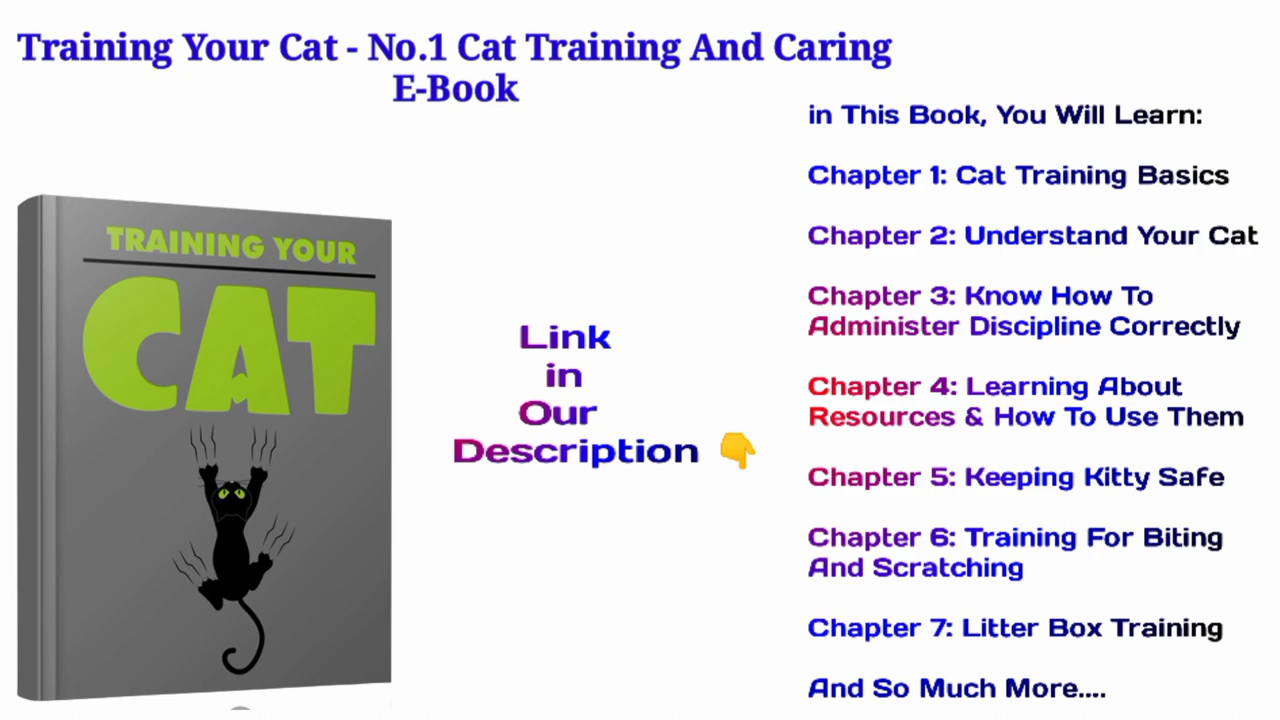 Training Your Cat - No.1 Cat Training And Caring
E-Book
TRAINING YOUR
CAT
Link
in
Our
Description 👇
in This Book, You Will Learn:
Chapter 1: Cat Training Basics
Chapter 2: Understand Your Cat
Chapter 3: Know How To
Administer Discipline Correctly
Chapter 4: Learning About
Resources & How To Use Them
Chapter 5: Keeping Kitty Safe
Chapter 6: Training For Biting
And Scratching
Chapter 7: Litter Box Training
And So Much More....